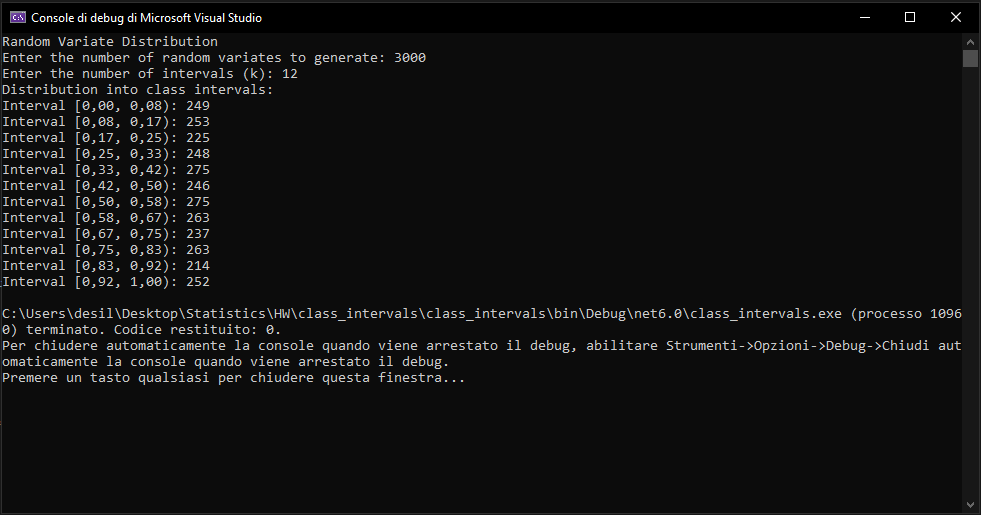 Console di debug di Microsoft Visual Studio
Random Variate Distribution
Enter the number of random variates to generate: 3000
Enter the number of intervals (k): 12
Distribution into class intervals:
Interval [0,00, 0,08): 249
Interval [0,08, 0,17): 253
Interval [0,17, 0,25): 225
Interval [0,25, 0,33): 248
Interval [0,33, 0,42): 275
Interval [0,42, 0,50): 246
Interval [0,50, 0,58): 275
Interval [0,58, 0,67): 263
Interval [0,67, 0,75): 237
Interval [0,75, 0,83): 263
Interval [0,83, 0,92): 214
Interval [0,92, 1,00): 252
C:\Users\desil\Desktop\Statistics\HW\class_intervals\class_intervals\bin\Debug\net6.0\class_intervals.exe (processo 1096
0) terminato. Codice restituito: 0.
Per chiudere automaticamente la console quando viene arrestato il debug, abilitare Strumenti->Opzioni->Debug->Chiudi aut
omaticamente la console quando viene arrestato il debug.
Premere un tasto qualsiasi per chiudere questa finestra...